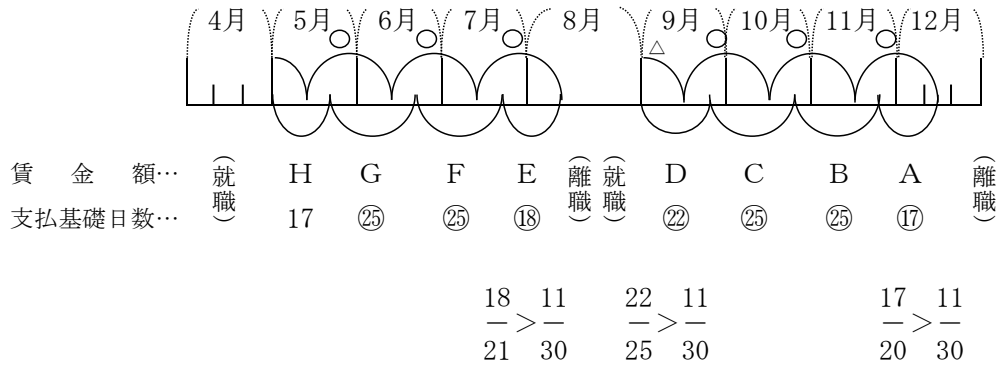 4月 5月 6月 7月 8月 9月 10月 11月 12月
△
賃金額… (就職) H G F E (離職) (就職) D C B A (離職)
支払基礎日数… 17 ㉕ ㉕ ⑱ ㉒ ㉕ ㉕ ⑰
18/21 > 11/30 22/25 > 11/30 17/20 > 11/30